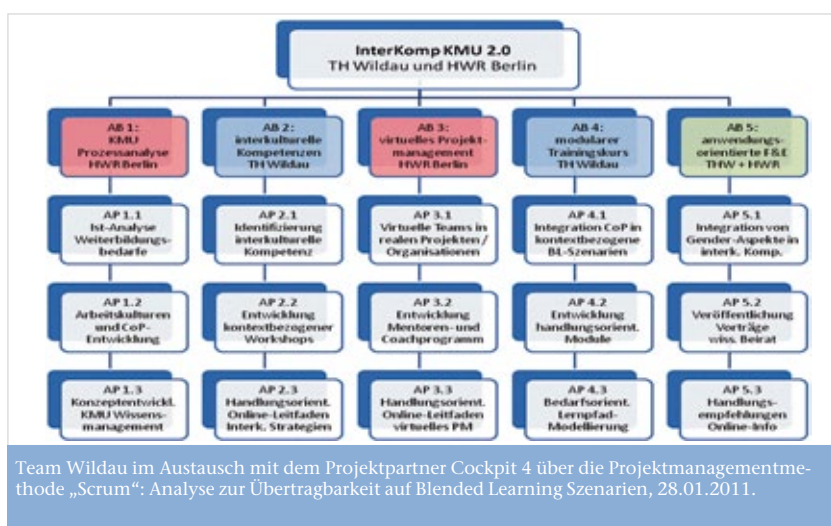 InterKomp KMU 2.0
TH Wildau und HWR Berlin
AB 1:
KMU
Prozessanalyse
HWR Berlin
AB 2:
interkulturelle
Kompetenzen
TH Wildau
AB 3:
virtuelles Projekt-
management
HWR Berlin
AB 4:
modularer
Trainingskurs
TH Wildau
AB 5:
anwendungs-
orientierte F&E
THW + HWR
AP 1.1
Ist-Analyse
Weiterbildungs-
bedarfe
AP 2.1
Identifizierung
interkulturelle
Kompetenz
AP 3.1
Virtuelle Teams in
realen Projekten /
Organisationen
AP 4.1
Integration CoP in
kontextbezogene
BL-Szenarien
AP 5.1
Integration von
Gender-Aspekte in
interk. Komp.
AP 1.2
Arbeitskulturen
und CoP-
Entwicklung
AP 2.2
Entwicklung
kontextbezogener
Workshops
AP 3.2
Entwicklung
Mentoren- und
Coachprogramm
AP 4.2
Entwicklung
handlungsorient.
Module
AP 5.2
Veröffentlichung
Vorträge
wiss. Beirat
AP 1.3
Konzeptentwickl.
KMU Wissens-
management
AP 2.3
Handlungsorient.
Online-Leitfaden
Interk. Strategien
AP 3.3
Handlungsorient.
Online-Leitfaden
virtuelles PM
AP 4.3
Bedarfsorient.
Lernpfad-
Modellierung
AP 5.3
Handlungs-
empfehlungen
Online-Info
Team Wildau im Austausch mit dem Projektpartner Cockpit 4 über die Projektmanagementme-
thode „Scrum“: Analyse zur Übertragbarkeit auf Blended Learning Szenarien, 28.01.2011.